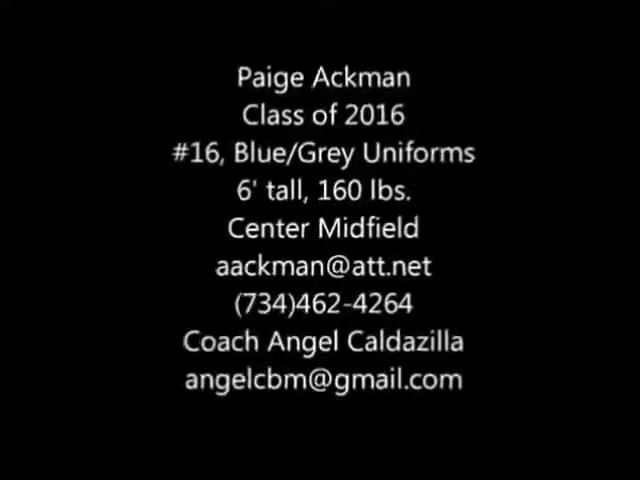 Paige Ackman
Class of 2016
#16, Blue/Grey Uniforms
6' tall, 160 lbs.
Center Midfield
aackman@att.net
(734)462-4264
Coach Angel Caldazilla
angelcbm@gmail.com